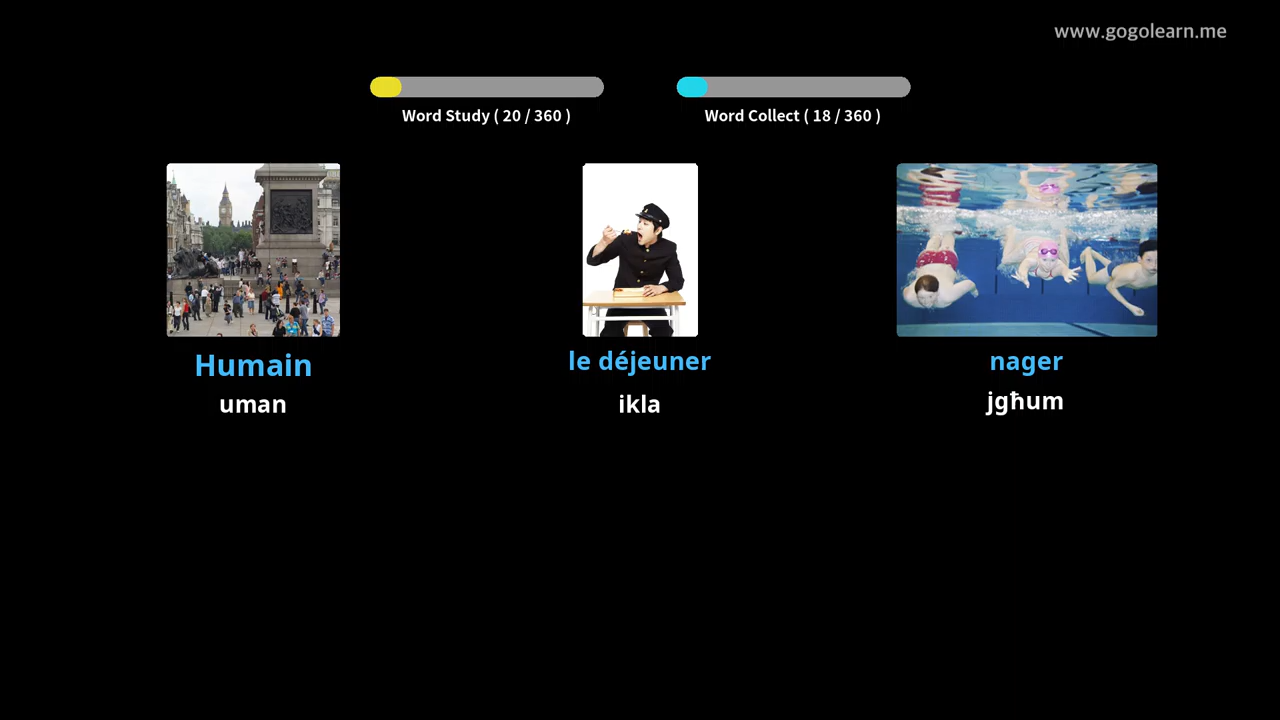 www.gogolearn.me
Word Study ( 20 / 360 )
Word Collect ( 18 / 360 )
Humain
le déjeuner
nager
uman
ikla
jgħum